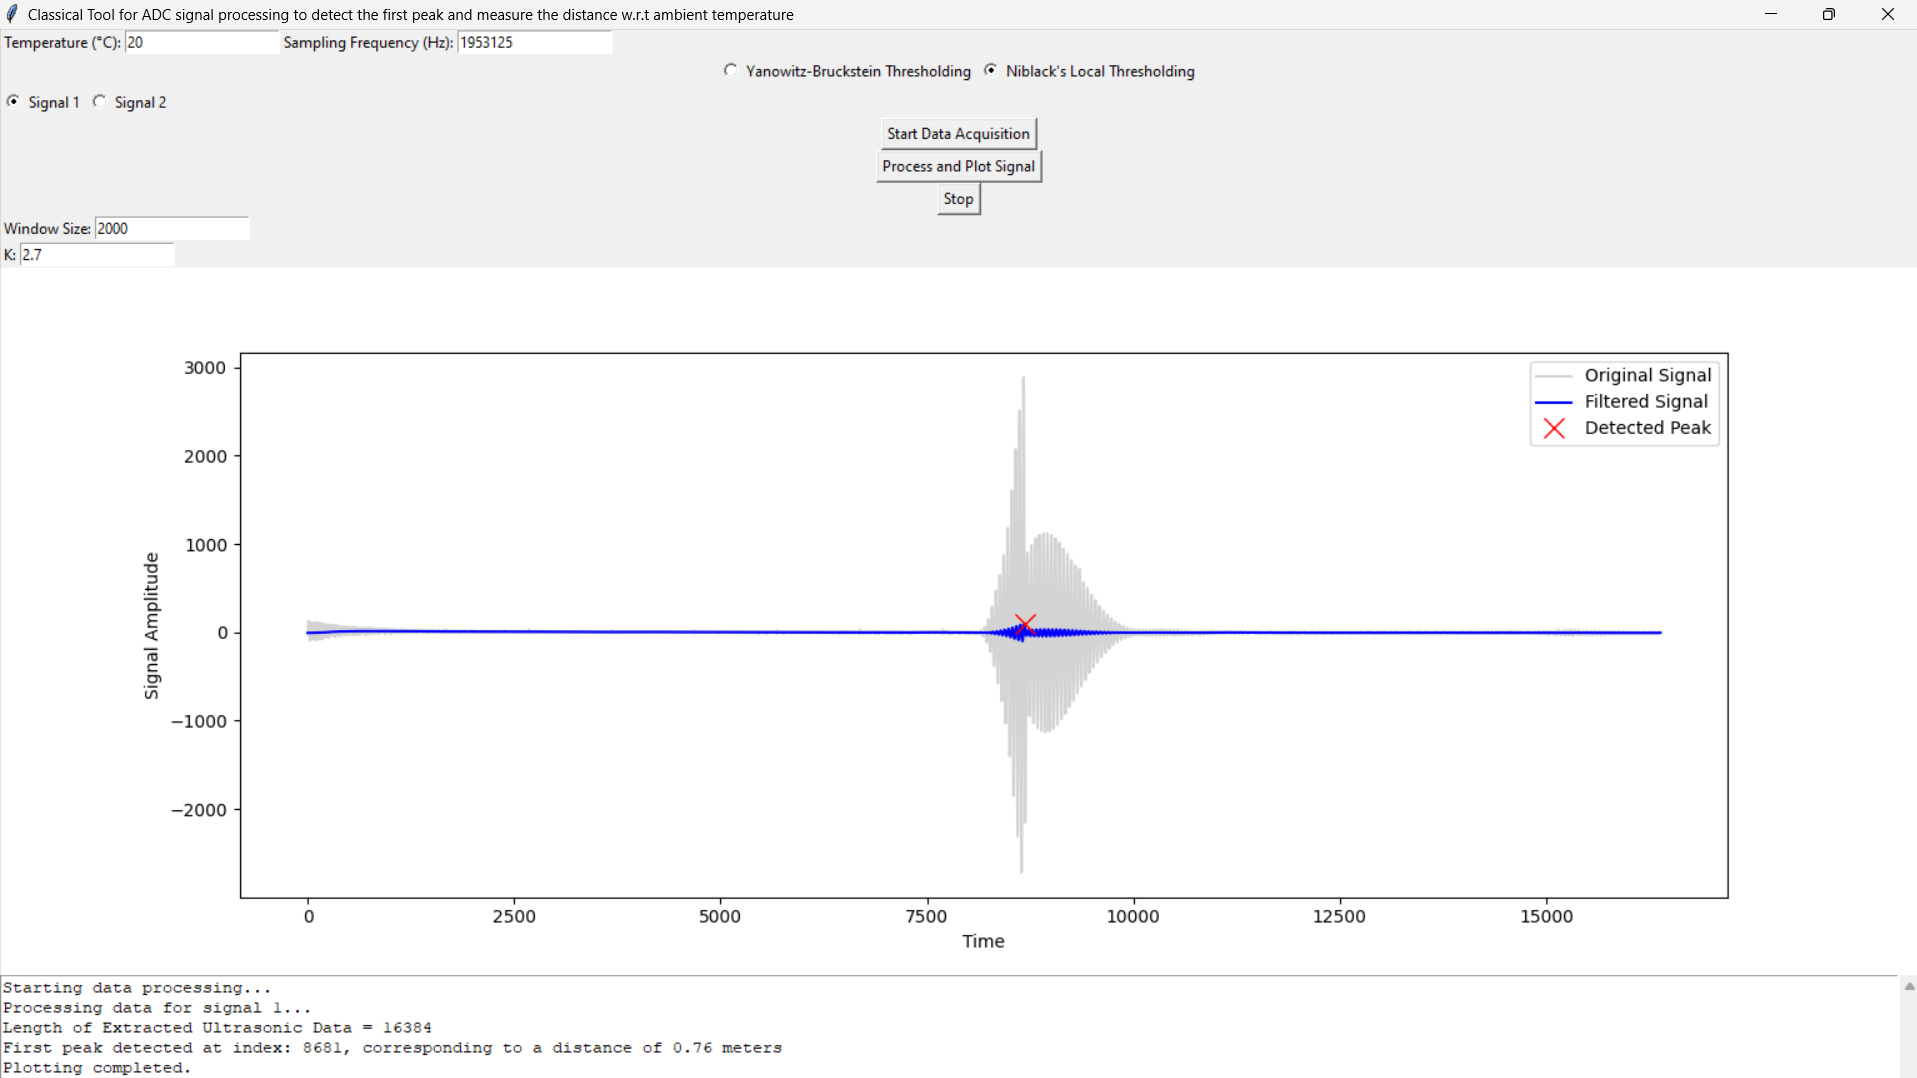 Classical Tool for ADC signal processing to detect the first peak and measure the distance w.r.t ambient temperature
Temperature (°C): 20 Sampling Frequency (Hz): 1953125
Yanowitz-Bruckstein Thresholding Niblack's Local Thresholding
Signal 1 Signal 2
Start Data Acquisition
Process and Plot Signal
Stop
Window Size: 2000
K: 2.7
3000
2000
1000
0
−1000
−2000
Signal Amplitude
Original Signal
Filtered Signal
Detected Peak
0 2500 5000 7500 10000 12500 15000
Time
Starting data processing...
Processing data for signal 1...
Length of Extracted Ultrasonic Data = 16384
First peak detected at index: 8681, corresponding to a distance of 0.76 meters
Plotting completed.